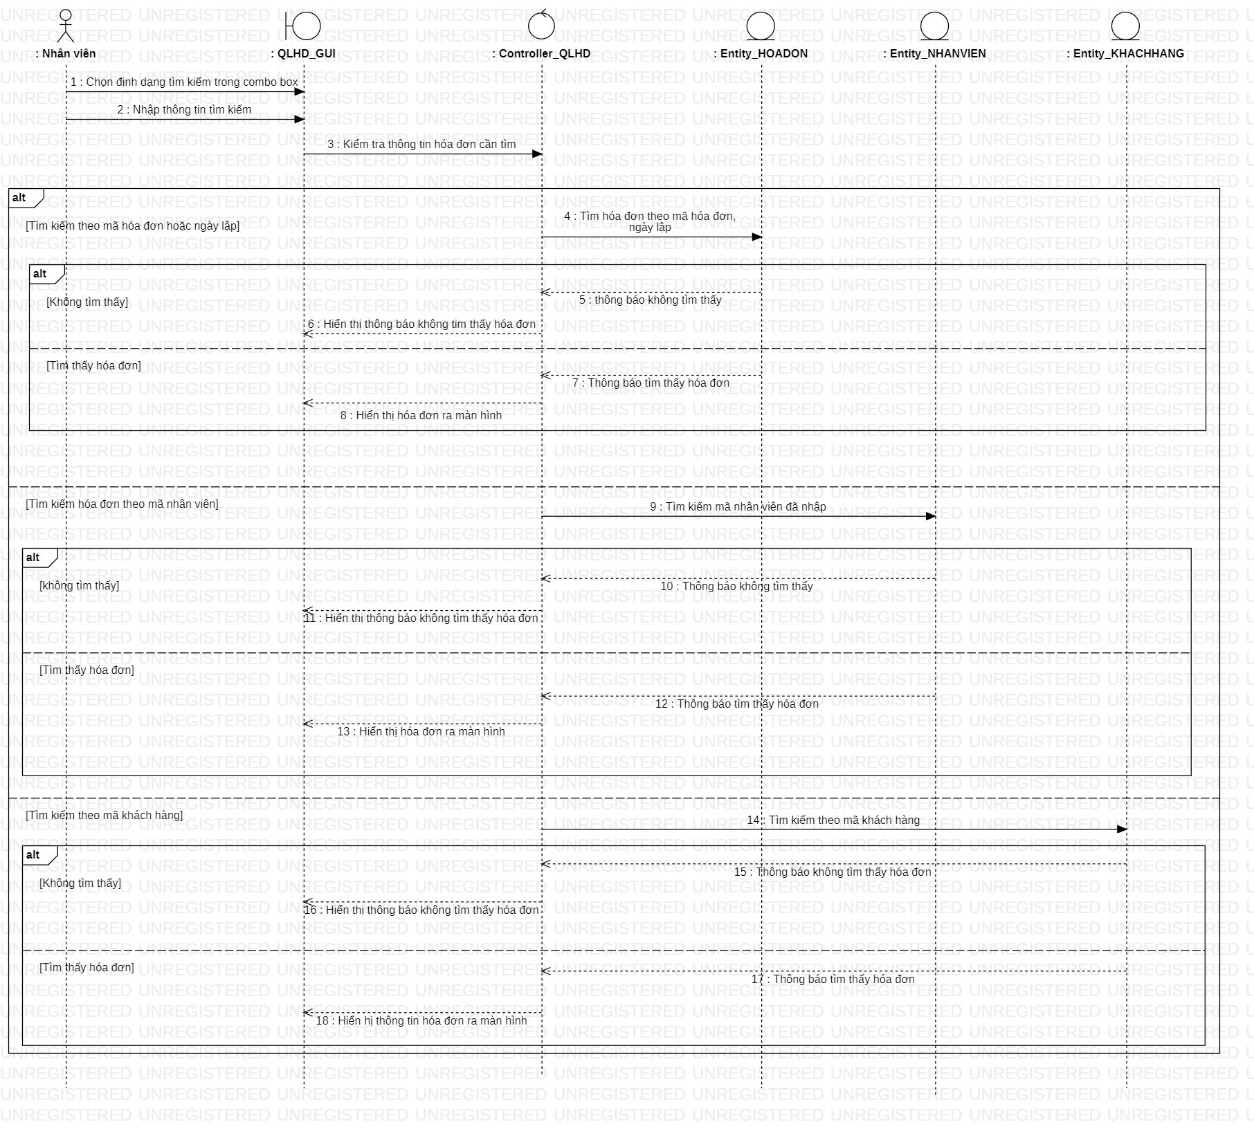 : Nhân viên
: QLHD_GUI
: Controller_QLHD
: Entity_HOADON
: Entity_NHANVIEN
: Entity_KHACHHANG
1 : Chọn định dang tìm kiếm trong combo box
2 : Nhập thông tin tìm kiếm
3 : Kiểm tra thông tin hóa đơn cần tìm
alt
[Tìm kiếm theo mã hóa đơn hoặc ngày lập]
4 : Tìm hóa đơn theo mã hóa đơn,
ngày lập
alt
[Không tìm thấy]
5 : thông báo không tìm thấy
6 : Hiển thị thông báo không tim thấy hóa đơn
[Tìm thấy hóa đơn]
7 : Thông báo tìm thấy hóa đơn
8 : Hiển thị hóa đơn ra màn hình
[Tìm kiếm hóa đơn theo mã nhân viên]
9 : Tìm kiếm mã nhân viên đã nhập
alt
[không tìm thấy]
10 : Thông báo không tìm thấy
11 : Hiển thị thông báo không tìm thấy hóa đơn
[Tìm thấy hóa đơn]
12 : Thông báo tìm thấy hóa đơn
13 : Hiển thị hóa đơn ra màn hình
[Tìm kiếm theo mã khách hàng]
14 : Tìm kiếm theo mã khách hàng
alt
[Không tìm thấy]
15 : Thông báo không tìm thấy hóa đơn
16 : Hiển thị thông báo không tìm thấy hóa đơn
[Tìm thấy hóa đơn]
17 : Thông báo tìm thấy hóa đơn
18 : Hiển hị thông tin hóa đơn ra màn hình
UNREGISTERED